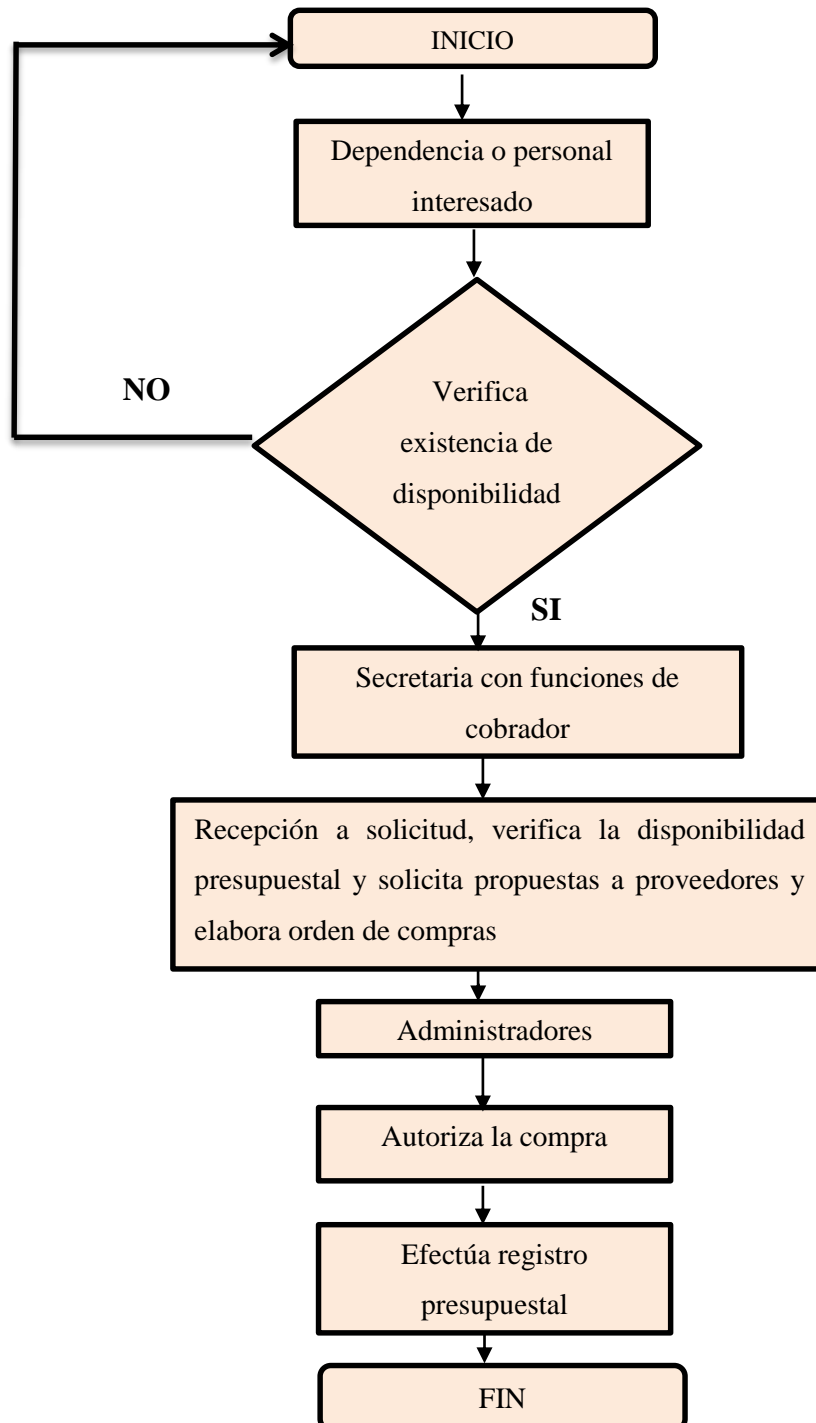 INICIO
Dependencia o personal
interesado
NO
Verifica
existencia de
disponibilidad
SI
Secretaria con funciones de
cobrador
Recepción a solicitud, verifica la disponibilidad
presupuestal y solicita propuestas a proveedores y
elabora orden de compras
Administradores
Autoriza la compra
Efectúa registro
presupuestal
FIN